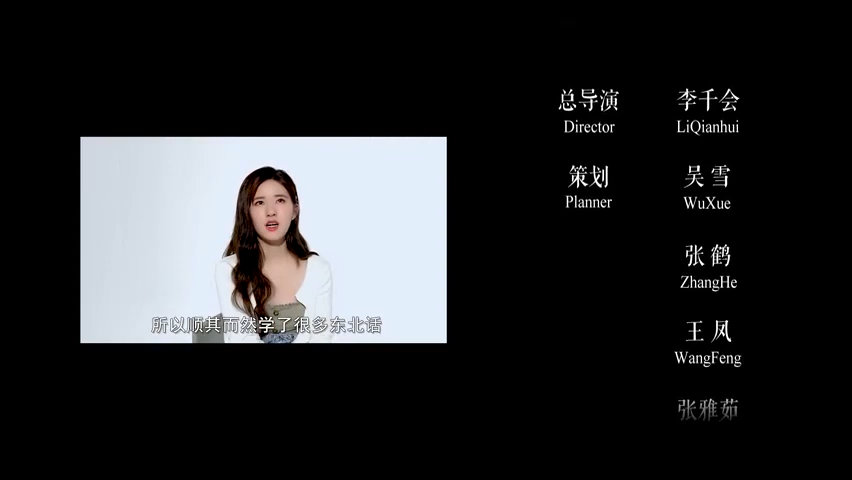 总导演 李千会
Director LiQianhui
策划 吴雪
Planner WuXue
张鹤
ZhangHe
王凤
WangFeng
张雅茹
所以顺其而然学了很多东北话